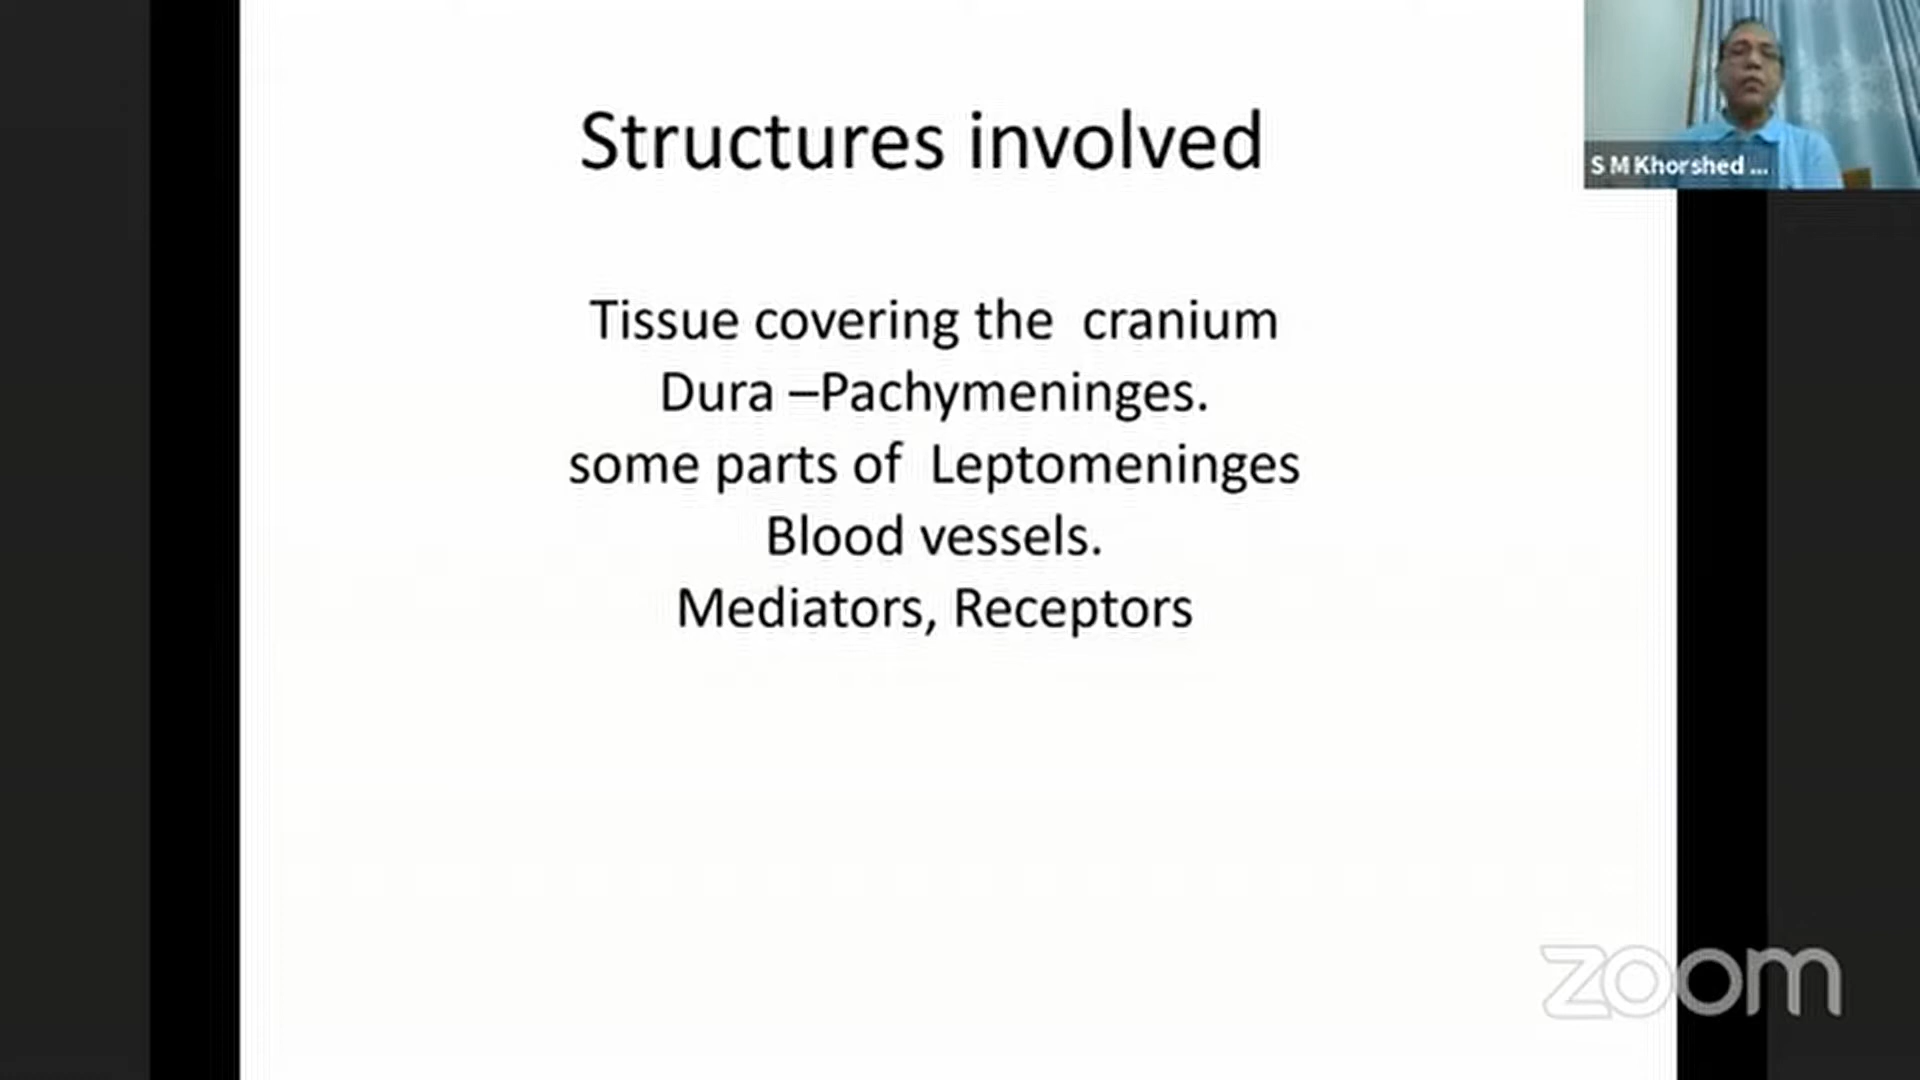 Structures involved
S M Khorshed ...
Tissue covering the cranium
Dura –Pachymeninges.
some parts of Leptomeninges
Blood vessels.
Mediators, Receptors
zoom